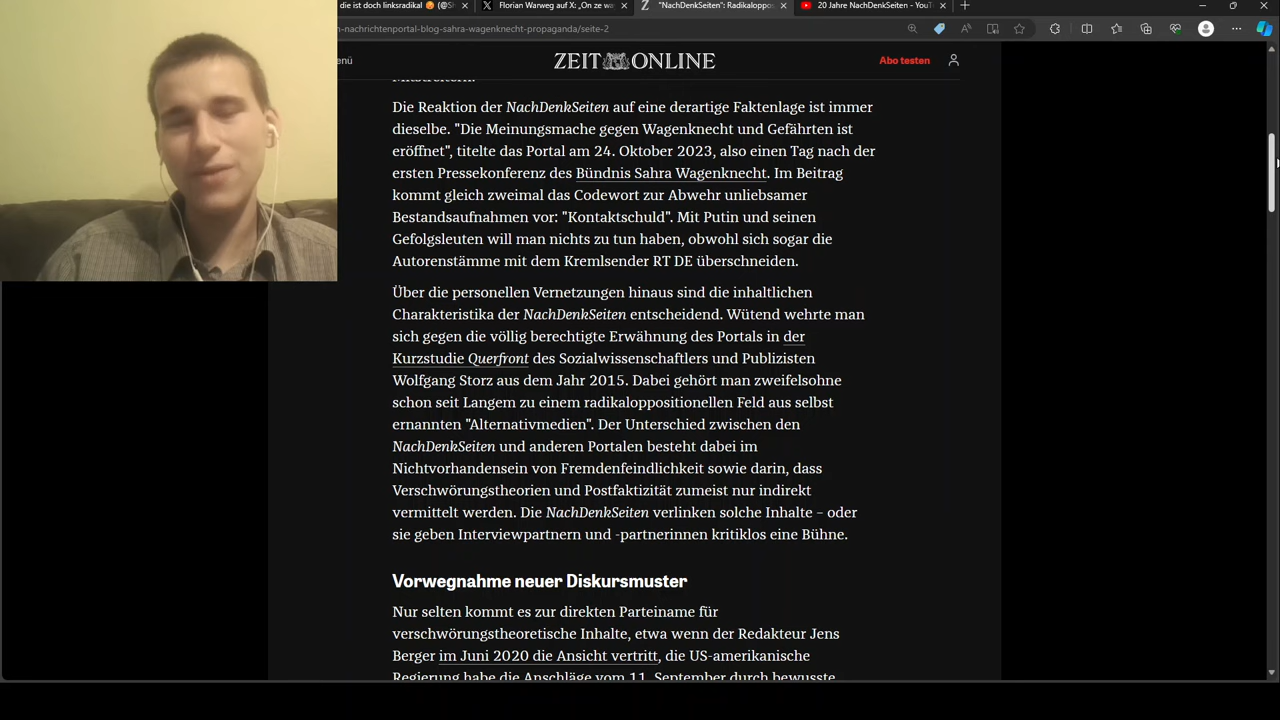 die ist doch linksradikal 😡 (@S
Florian Warweg auf X: „On ze wa
"NachDenkSeiten": Radikaloppos
20 Jahre NachDenkSeiten - YouT
n-nachrichtenportal-blog-sahra-wagenknecht-propaganda/seite-2
enü
ZEIT ONLINE
Abo testen
Die Reaktion der NachDenkSeiten auf eine derartige Faktenlage ist immer
dieselbe. "Die Meinungsmache gegen Wagenknecht und Gefährten ist
eröffnet", titelte das Portal am 24. Oktober 2023, also einen Tag nach der
ersten Pressekonferenz des Bündnis Sahra Wagenknecht. Im Beitrag
kommt gleich zweimal das Codewort zur Abwehr unliebsamer
Bestandsaufnahmen vor: "Kontaktschuld". Mit Putin und seinen
Gefolgsleuten will man nichts zu tun haben, obwohl sich sogar die
Autorenstämme mit dem Kremlsender RT DE überschneiden.
Über die personellen Vernetzungen hinaus sind die inhaltlichen
Charakteristika der NachDenkSeiten entscheidend. Wütend wehrte man
sich gegen die völlig berechtigte Erwähnung des Portals in der
Kurzstudie Querfront des Sozialwissenschaftlers und Publizisten
Wolfgang Storz aus dem Jahr 2015. Dabei gehört man zweifelsohne
schon seit Langem zu einem radikaloppositionellen Feld aus selbst
ernannten "Alternativmedien". Der Unterschied zwischen den
NachDenkSeiten und anderen Portalen besteht dabei im
Nichtvorhandensein von Fremdenfeindlichkeit sowie darin, dass
Verschwörungstheorien und Postfaktizität zumeist nur indirekt
vermittelt werden. Die NachDenkSeiten verlinken solche Inhalte – oder
sie geben Interviewpartnern und -partnerinnen kritiklos eine Bühne.
Vorwegnahme neuer Diskursmuster
Nur selten kommt es zur direkten Parteiname für
verschwörungstheoretische Inhalte, etwa wenn der Redakteur Jens
Berger im Juni 2020 die Ansicht vertritt, die US-amerikanische
Regierung habe die Anschläge vom 11. September durch bewusste